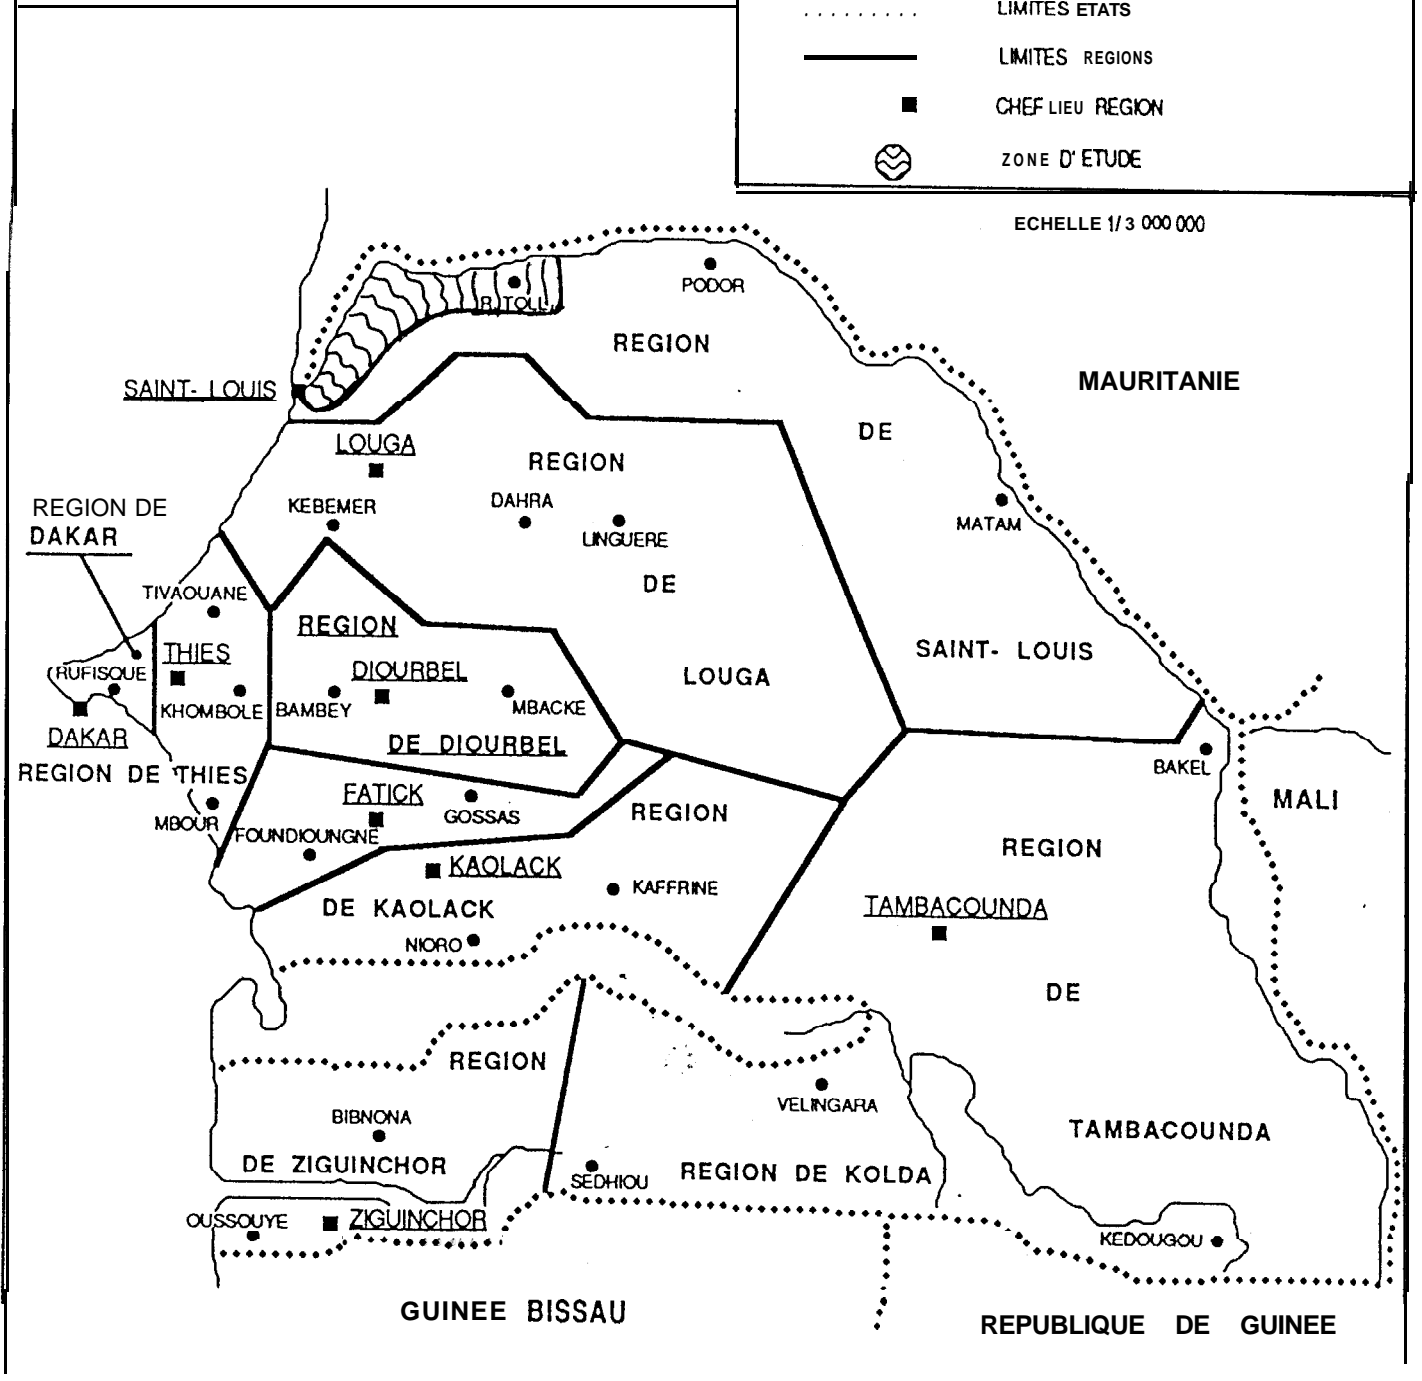 LIMITES ETATS
LIMITES REGIONS
CHEF LIEU REGION
ZONE D'ETUDE
ECHELLE 1/3 000 000
PODOR
R.TOLL
REGION
MAURITANIE
SAINT-LOUIS
DE
LOUGA
REGION
DAHRA
KEBEMER
REGION DE
DAKAR
MATAM
LINGUERE
DE
TIVAOUANE
REGION
SAINT-LOUIS
THIES
RUFISQUE
DIOURBEL
LOUGA
KHOMBOLE
BAMBEY
MBACKE
DAKAR
DE DIOURBEL
BAKEL
REGION DE THIES
FATICK
MALI
REGION
GOSSAS
MBOUR
FOUNDIOUNGNE
REGION
KAOLACK
KAFFRINE
DE KAOLACK
TAMBACOUNDA
NIORO
DE
REGION
VELINGARA
BIBNONA
TAMBACOUNDA
DE ZIGUINCHOR
REGION DE KOLDA
SEDHIOU
OUSSOUYE
ZIGUINCHOR
KEDOUGOU
GUINEE BISSAU
REPUBLIQUE DE GUINEE